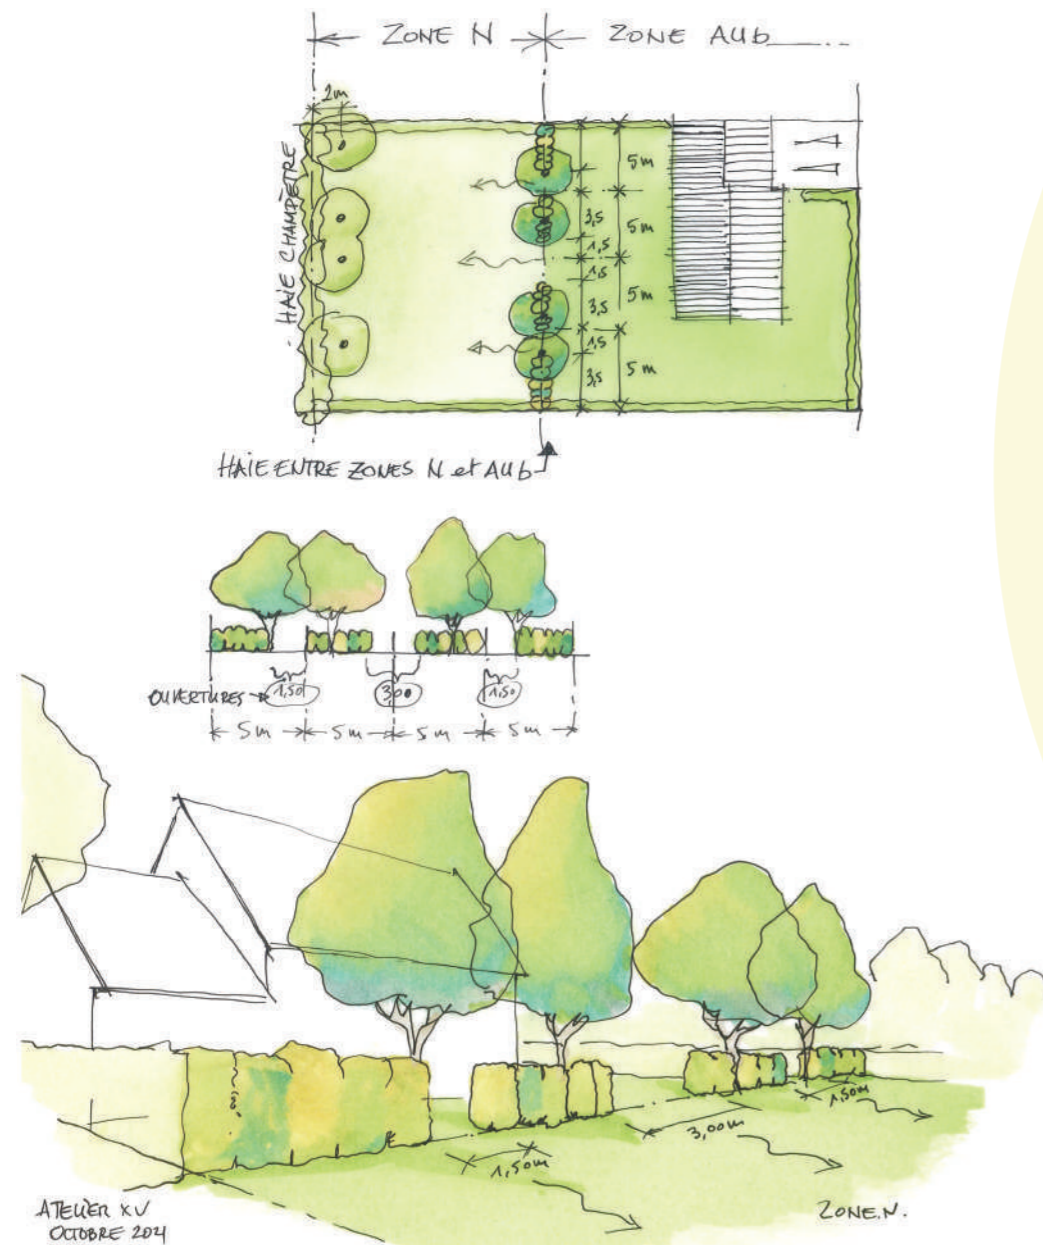 ZONE N
ZONE AUb
2m
HAIE CHAMPÊTRE
5m
3,5
5m
1,5
1,5
5m
3,5
1,5
5m
3,5
HAIE ENTRE ZONES N et AUb
OUVERTURES
1,50
3,00
1,50
5m
5m
5m
5m
1,50m
3,00m
1,50m
ATELIER XV
OCTOBRE 2021
ZONE.N.